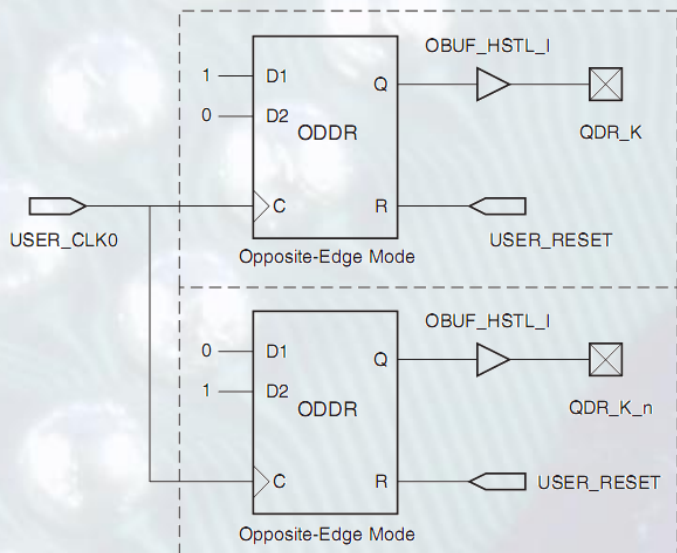 OBUF_HSTL_I
1
D1
Q
0
D2
ODDR
QDR_K
C
R
USER_CLK0
USER_RESET
Opposite-Edge Mode
OBUF_HSTL_I
0
D1
Q
1
D2
ODDR
QDR_K_n
C
R
USER_RESET
Opposite-Edge Mode